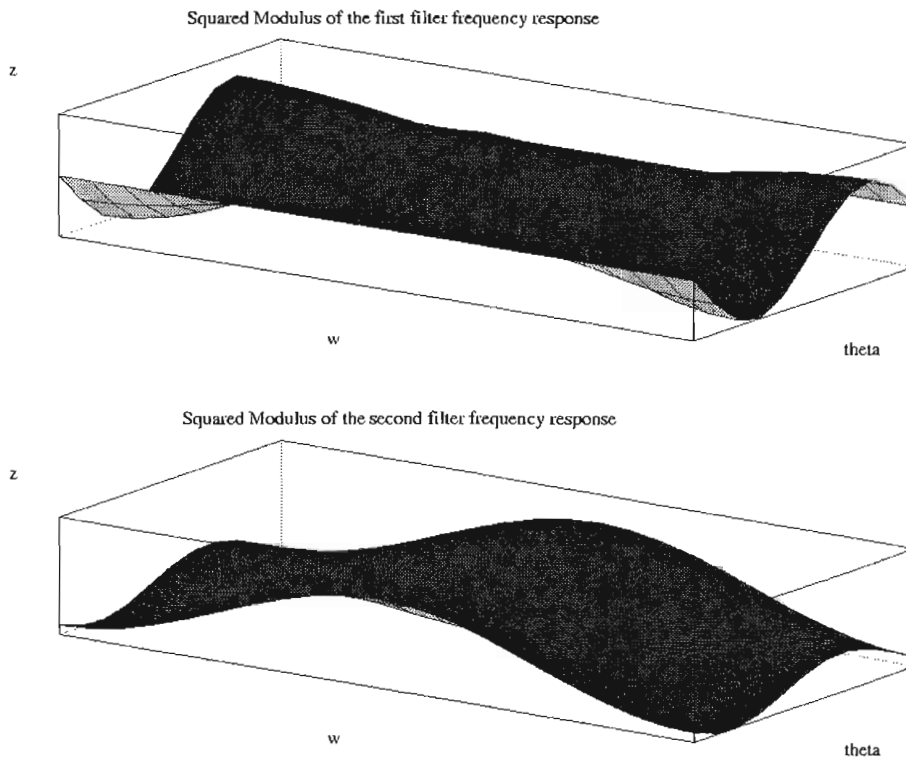 Squared Modulus of the first filter frequency response
z
w
theta
Squared Modulus of the second filter frequency response
z
w
theta